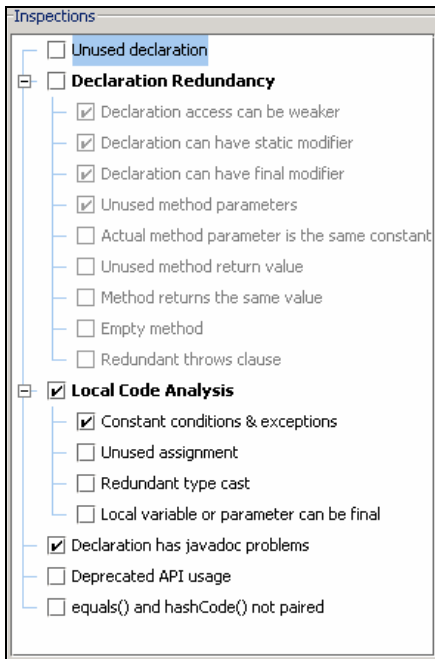 Inspections
Unused declaration
Declaration Redundancy
Declaration access can be weaker
Declaration can have static modifier
Declaration can have final modifier
Unused method parameters
Actual method parameter is the same constant
Unused method return value
Method returns the same value
Empty method
Redundant throws clause
Local Code Analysis
Constant conditions & exceptions
Unused assignment
Redundant type cast
Local variable or parameter can be final
Declaration has javadoc problems
Deprecated API usage
equals() and hashCode() not paired